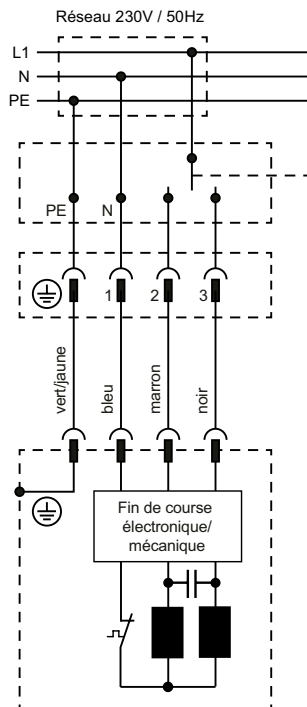 Réseau 230V / 50Hz
L1
N
PE
PE
N
1
2
3
vert/jaune
bleu
marron
noir
Fin de course
électronique/
mécanique